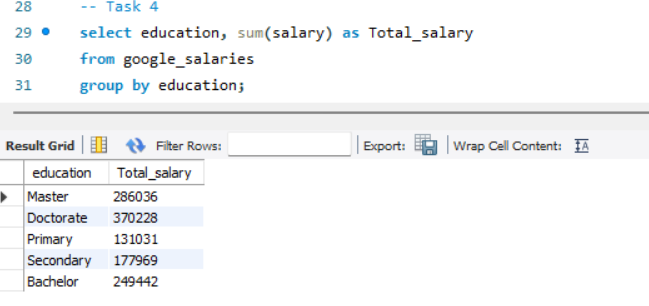 28 -- Task 4
29 select education, sum(salary) as Total_salary
30 from google_salaries
31 group by education;
Result Grid Filter Rows: Export: Wrap Cell Content: IA
education Total_salary
Master 286036
Doctorate 370228
Primary 131031
Secondary 177969
Bachelor 249442